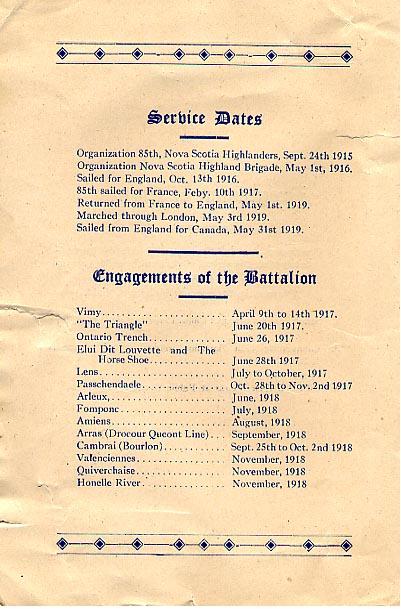 Service Dates
Organization 85th, Nova Scotia Highlanders, Sept. 24th 1915
Organization Nova Scotia Highland Brigade, May 1st, 1916.
Sailed for England, Oct. 13th 1916.
85th sailed for France, Feby. 10th 1917.
Returned from France to England, May 1st. 1919.
Marched through London, May 3rd 1919.
Sailed from England for Canada, May 31st 1919.
Engagements of the Battalion
Vimy........................ April 9th to 14th 1917.
"The Triangle" June 20th 1917.
Ontario Trench............... June 26, 1917
Elui Dit Louvette and The
Horse Shoe............... June 28th 1917
Lens......................... July to October, 1917
Passchendaele................ Oct. 28th to Nov. 2nd 1917
Arleux,...................... June, 1918
Fomponc...................... July, 1918
Amiens....................... August, 1918
Arras (Drocour Queont Line)... September, 1918
Cambrai (Bourlon)............ Sept. 25th to Oct. 2nd 1918
Valenciennes................. November, 1918
Quiverchaise................. November, 1918
Honelle River................ November, 1918